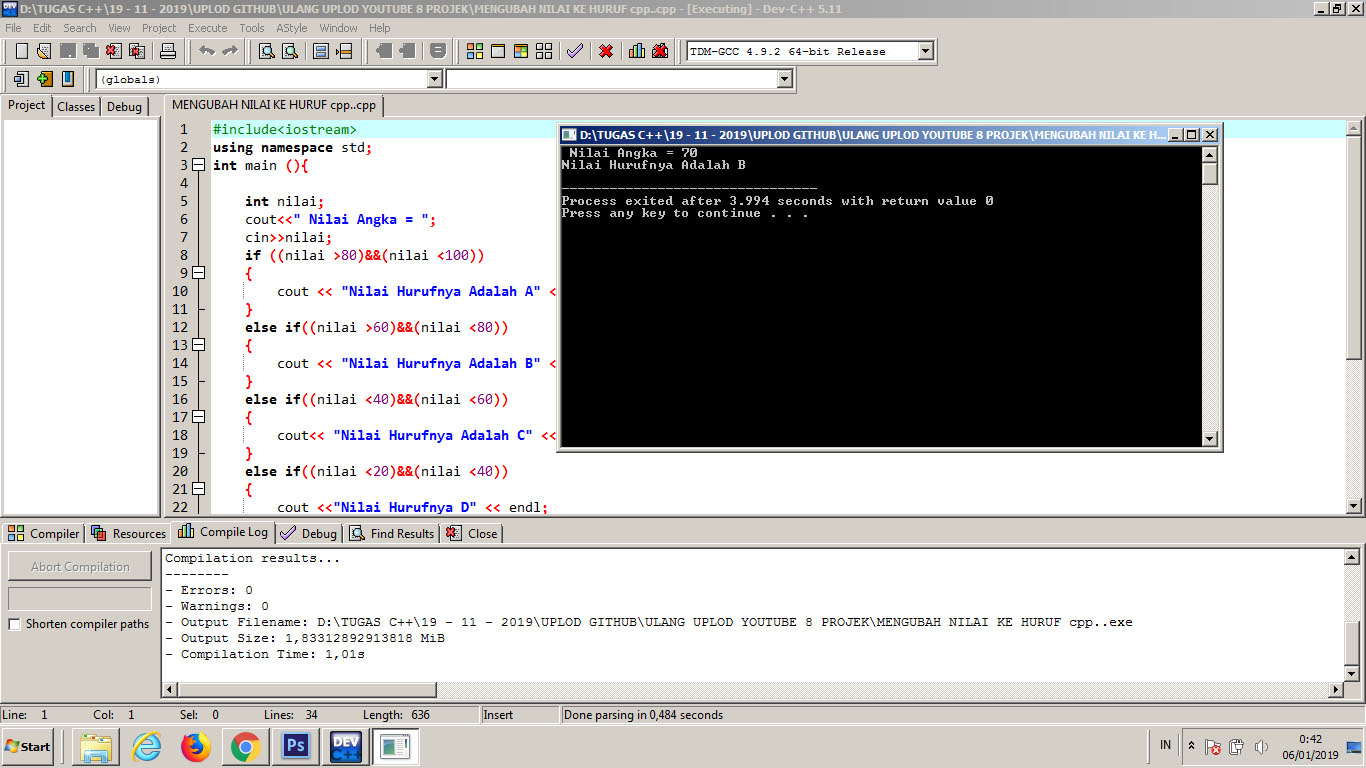 D:\TUGAS C++\19 - 11 - 2019\UPLOD GITHUB\ULANG UPLOD YOUTUBE 8 PROJEK\MENGUBAH NILAI KE HURUF cpp..cpp - [Executing] - Dev-C++ 5.11
File Edit Search View Project Execute Tools AStyle Window Help
TDM-GCC 4.9.2 64-bit Release
(globals)
Project Classes Debug
MENGUBAH NILAI KE HURUF cpp..cpp
1 #include<iostream>
2 using namespace std;
3 int main (){
4
5 int nilai;
6 cout<<" Nilai Angka = ";
7 cin>>nilai;
8 if ((nilai >80)&&(nilai <100))
9 {
10 cout << "Nilai Hurufnya Adalah A" <
11 }
12 else if((nilai >60)&&(nilai <80))
13 {
14 cout << "Nilai Hurufnya Adalah B" <
15 }
16 else if((nilai <40)&&(nilai <60))
17 {
18 cout<< "Nilai Hurufnya Adalah C" <<
19 }
20 else if((nilai <20)&&(nilai <40))
21 {
22 cout <<"Nilai Hurufnya D" << endl;
D:\TUGAS C++\19 - 11 - 2019\UPLOD GITHUB\ULANG UPLOD YOUTUBE 8 PROJEK\MENGUBAH NILAI KE H...
Nilai Angka = 70
Nilai Hurufnya Adalah B
--------------------------------
Process exited after 3.994 seconds with return value 0
Press any key to continue . . .
Compiler Resources Compile Log Debug Find Results Close
Abort Compilation
Shorten compiler paths
Compilation results...
--------
- Errors: 0
- Warnings: 0
- Output Filename: D:\TUGAS C++\19 - 11 - 2019\UPLOD GITHUB\ULANG UPLOD YOUTUBE 8 PROJEK\MENGUBAH NILAI KE HURUF cpp..exe
- Output Size: 1,83312892913818 MiB
- Compilation Time: 1,01s
Line: 1 Col: 1 Sel: 0 Lines: 34 Length: 636 Insert Done parsing in 0,484 seconds
Start Ps DEV C++ IN 0:42
06/01/2019